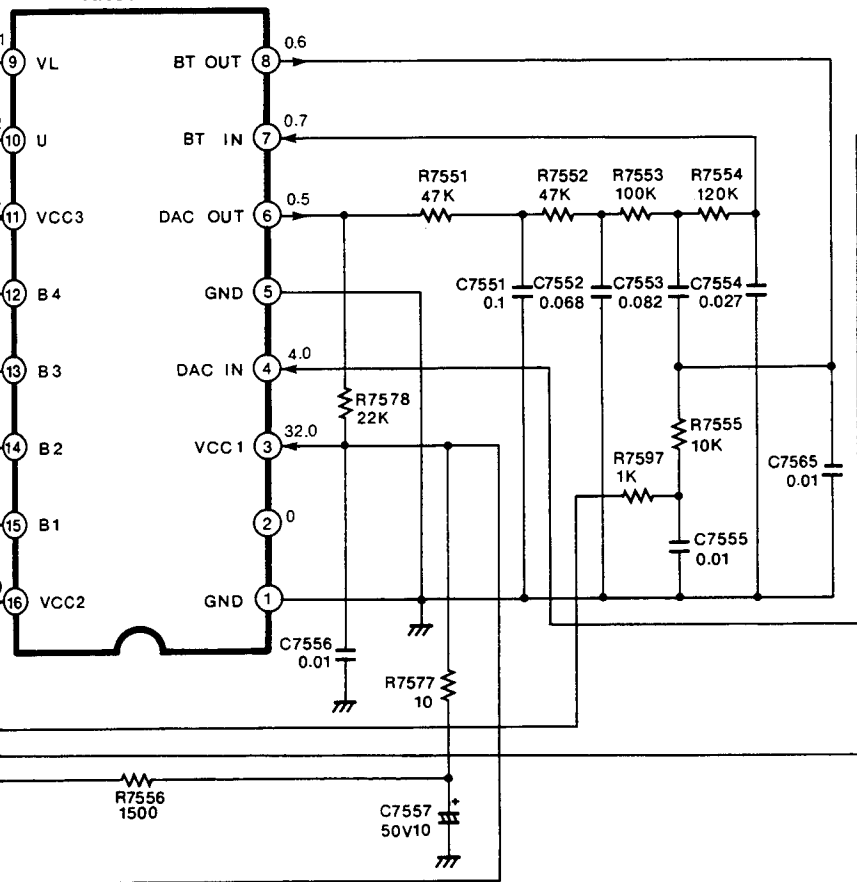 9 VL
BT OUT 8 0.6
10 U
BT IN 7 0.7
11 VCC3
DAC OUT 6 0.5
R7551
47K
R7552
47K
R7553
100K
R7554
120K
12 B4
GND 5
C7551
0.1
C7552
0.068
C7553
0.082
C7554
0.027
13 B3
DAC IN 4 4.0
R7578
22K
14 B2
VCC1 3 32.0
R7555
10K
R7597
1K
C7565
0.01
15 B1
2 0
C7555
0.01
16 VCC2
GND 1
C7556
0.01
R7577
10
R7556
1500
C7557
50V10
+